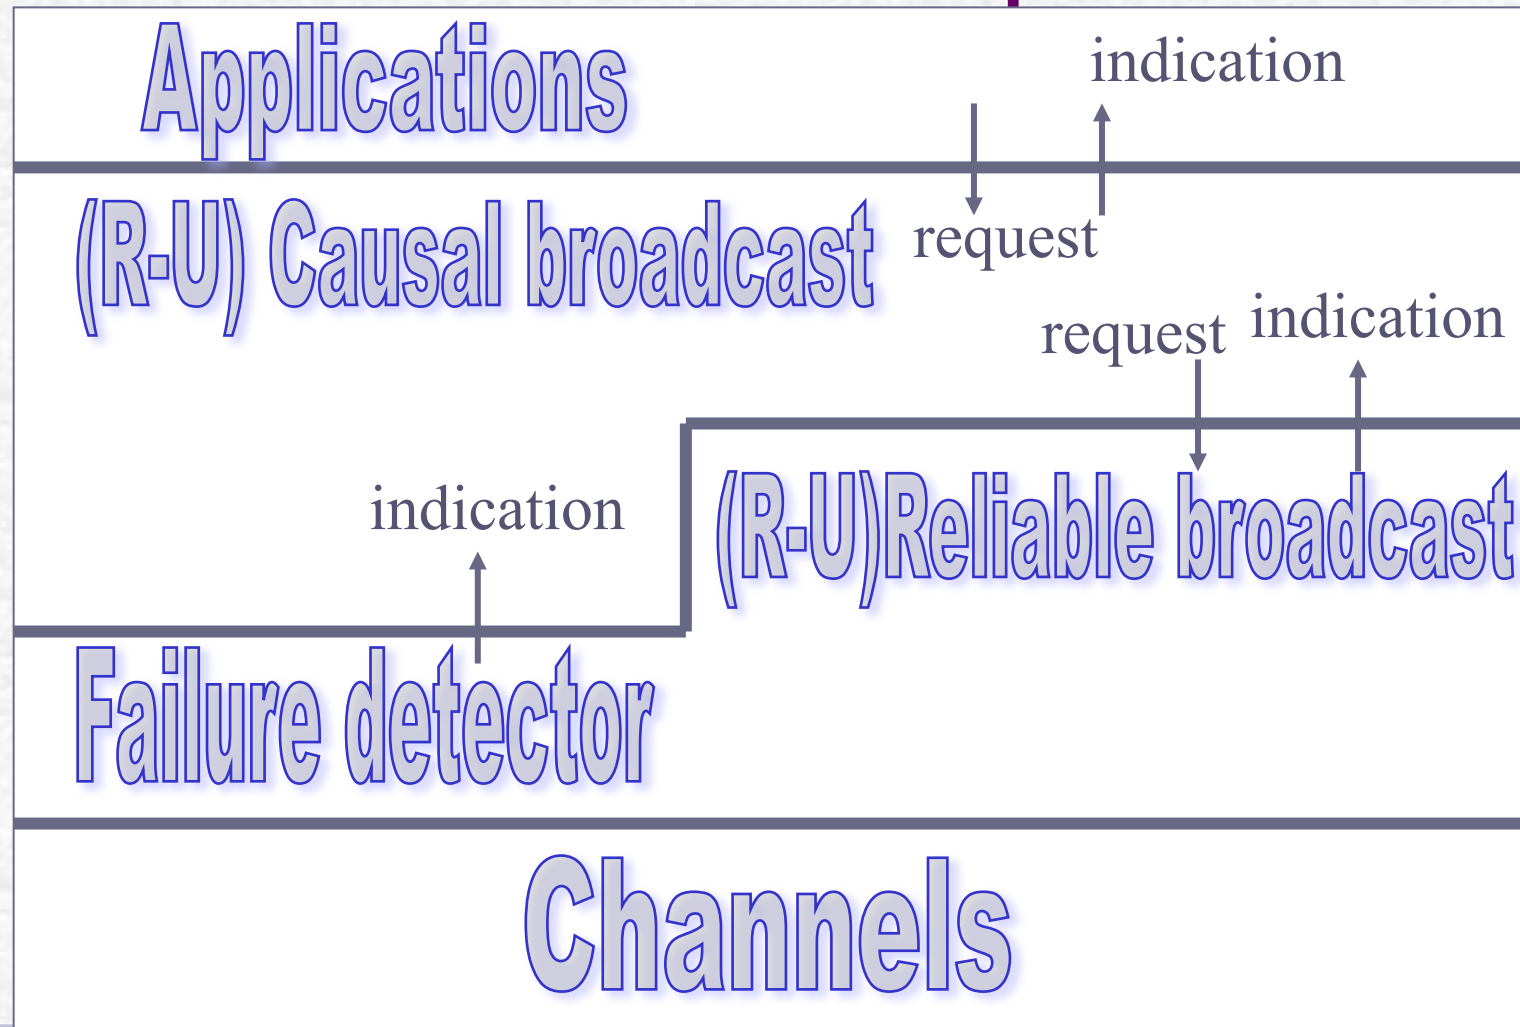 Applications
indication
(R-U) Causal broadcast
request
request
indication
indication
(R-U)Reliable broadcast
Failure detector
Channels